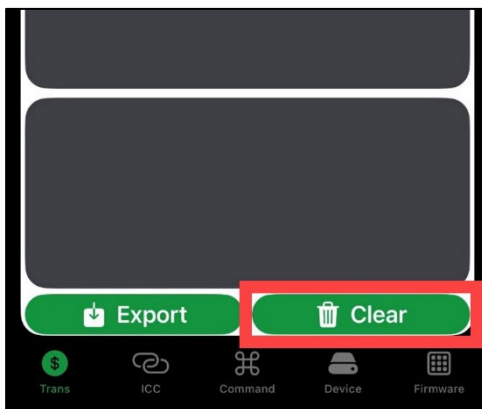 Export
Clear
$
Trans
ICC
Command
Device
Firmware